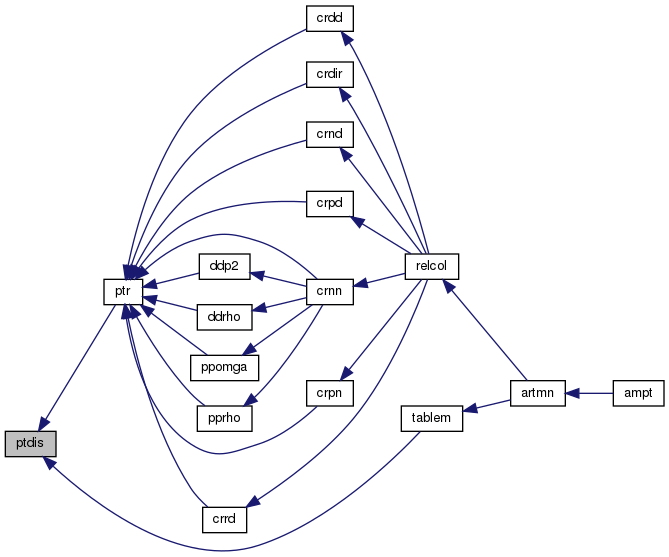 crdd
crdir
crnd
crpd
ddp2
relcol
ptr
crnn
ddrho
ppomga
crpn
artmn
ampt
pprho
tablem
ptdis
crrd